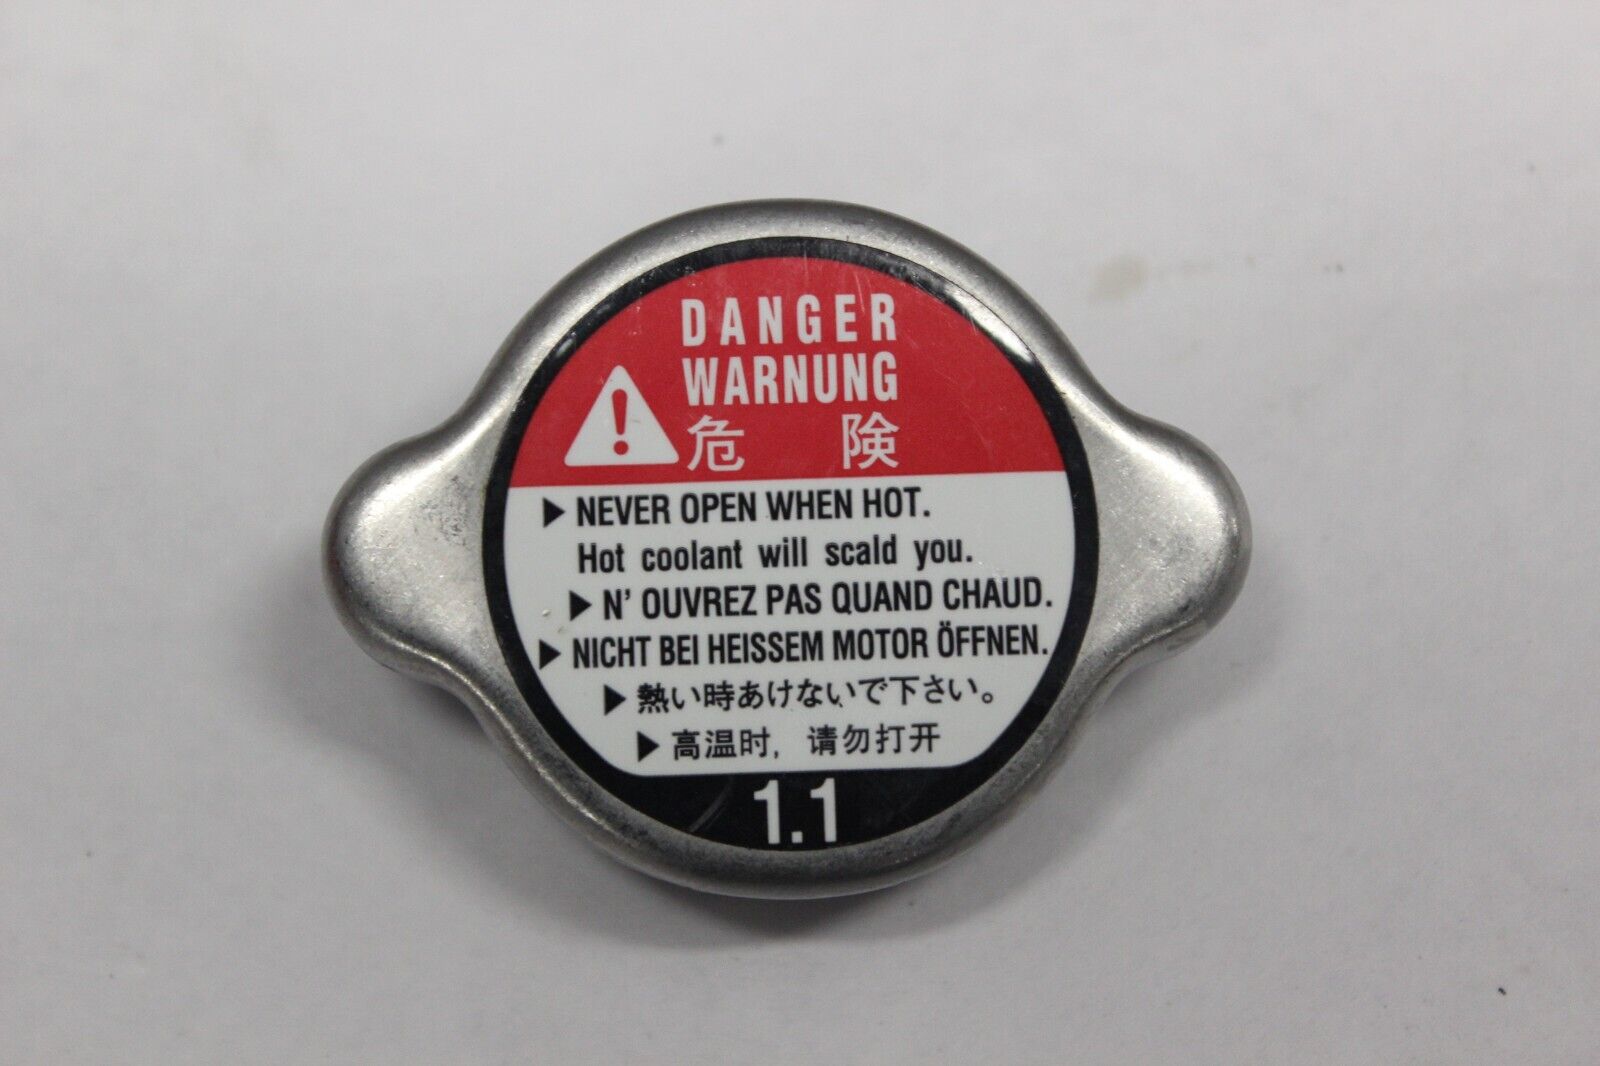 DANGER
WARNUNG
危 険
▶ NEVER OPEN WHEN HOT.
Hot coolant will scald you.
▶ N' OUVREZ PAS QUAND CHAUD.
▶ NICHT BEI HEISSEM MOTOR ÖFFNEN.
▶ 熱い時あけないで下さい。
▶ 高温时, 请勿打开
1.1